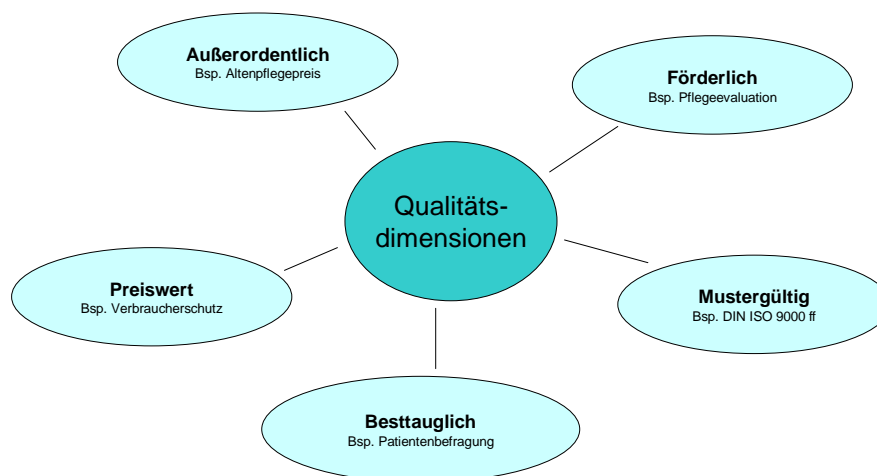 Außerordentlich
Bsp. Altenpflegepreis
Förderlich
Bsp. Pflegeevaluation
Qualitäts-
dimensionen
Preiswert
Bsp. Verbraucherschutz
Mustergültig
Bsp. DIN ISO 9000 ff
Besttauglich
Bsp. Patientenbefragung